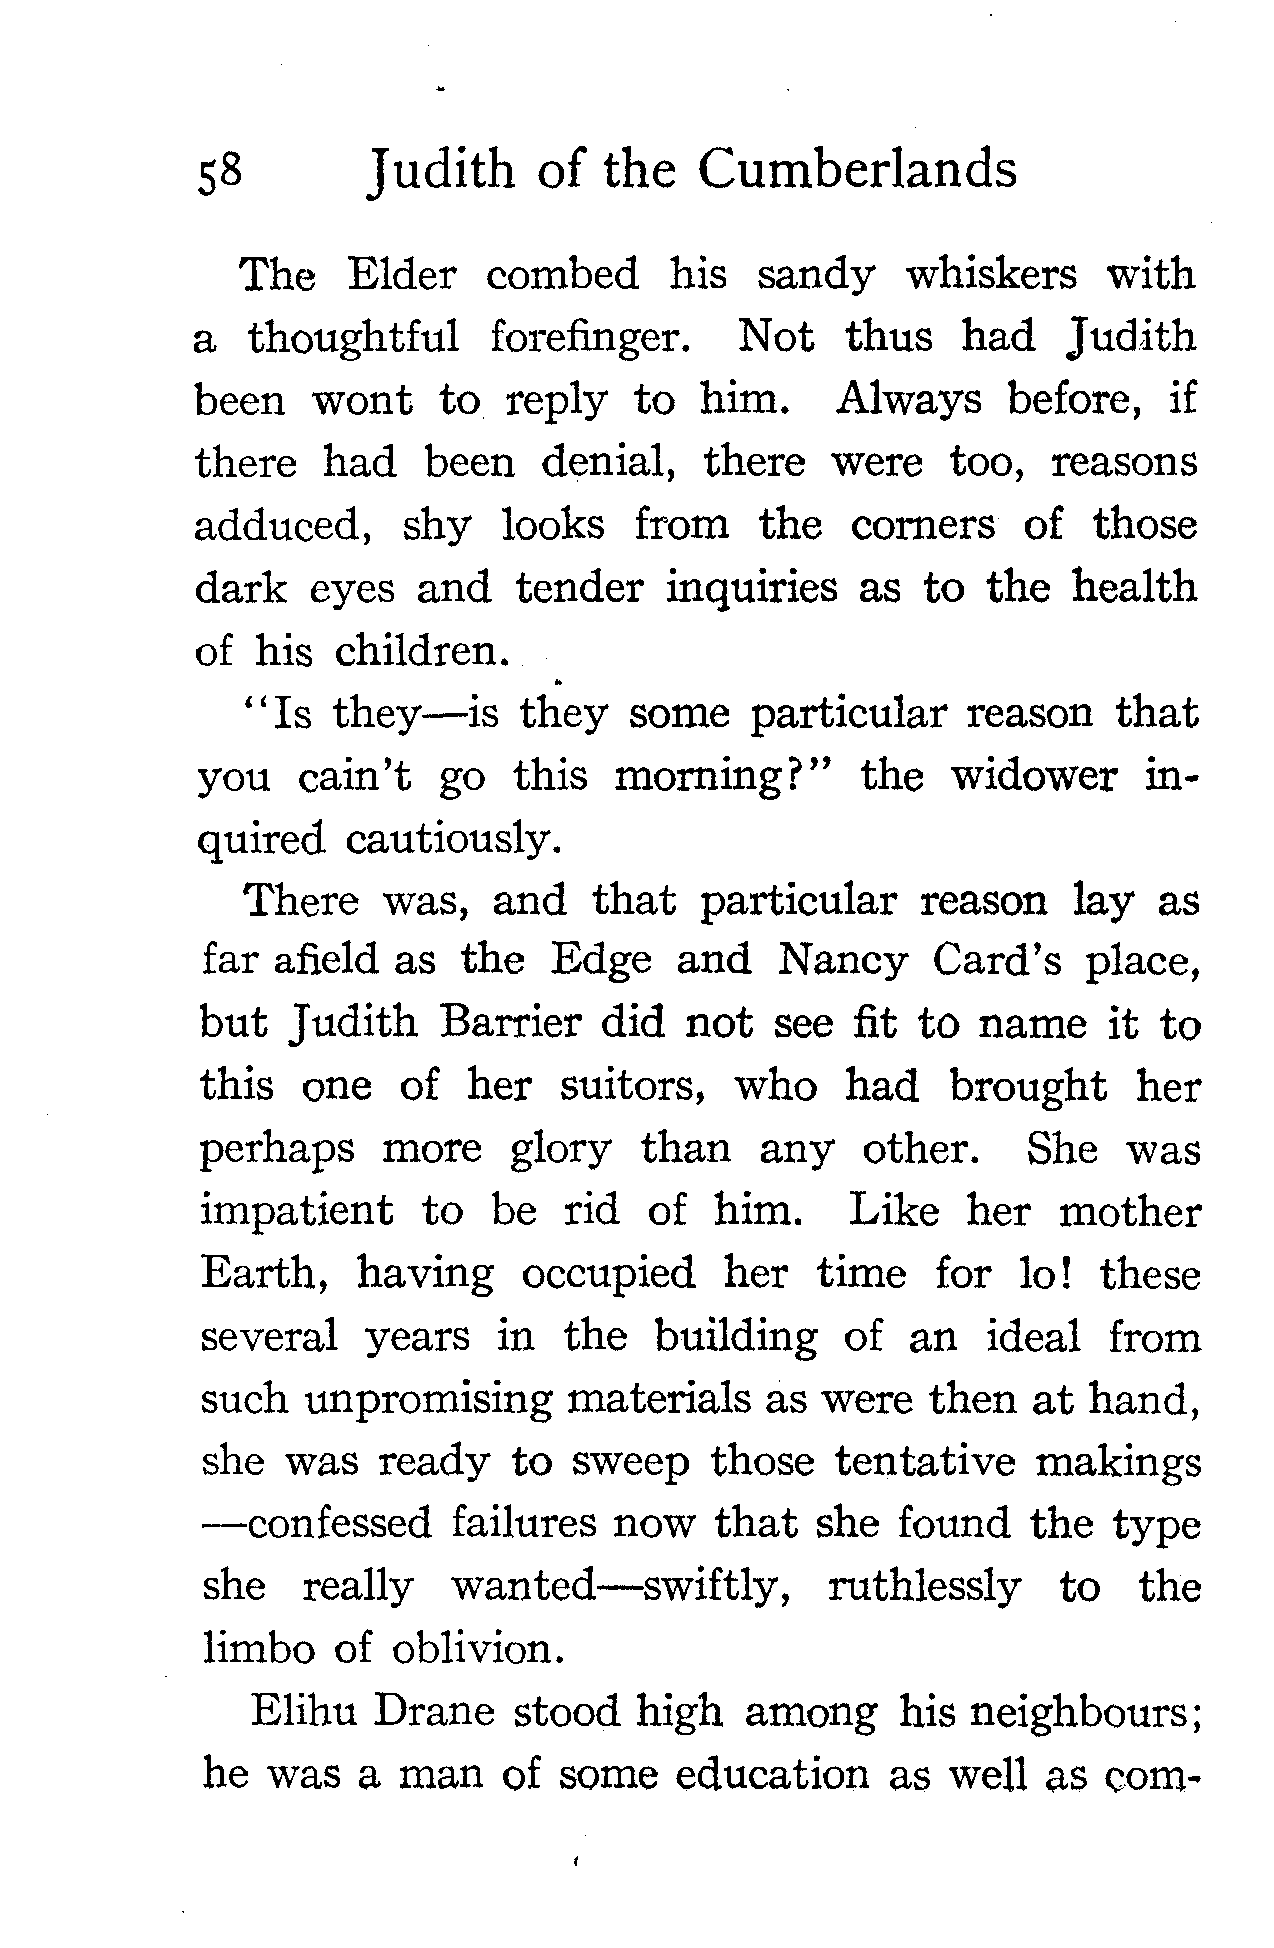 58 Judith of the Cumberlands
The Elder combed his sandy whiskers with
a thoughtful forefinger. Not thus had Judith
been wont to reply to him. Always before, if
there had been denial, there were too, reasons
adduced, shy looks from the corners of those
dark eyes and tender inquiries as to the health
of his children.
"Is they—is they some particular reason that
you cain't go this morning?" the widower in-
quired cautiously.
There was, and that particular reason lay as
far afield as the Edge and Nancy Card's place,
but Judith Barrier did not see fit to name it to
this one of her suitors, who had brought her
perhaps more glory than any other. She was
impatient to be rid of him. Like her mother
Earth, having occupied her time for lo! these
several years in the building of an ideal from
such unpromising materials as were then at hand,
she was ready to sweep those tentative makings
—confessed failures now that she found the type
she really wanted—swiftly, ruthlessly to the
limbo of oblivion.
Elihu Drane stood high among his neighbours;
he was a man of some education as well as com-